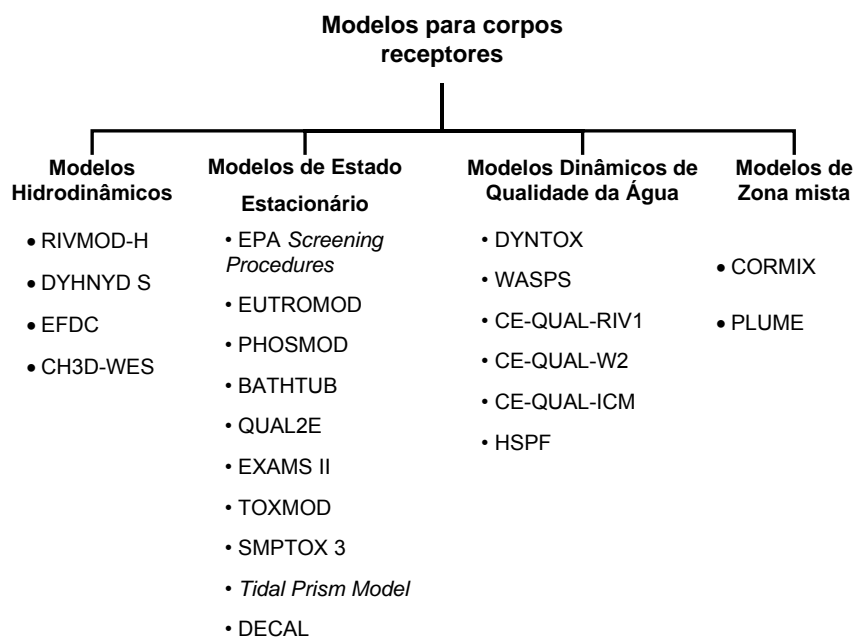 Modelos para corpos
receptores
Modelos
Hidrodinâmicos
• RIVMOD-H
• DYHNYD S
• EFDC
• CH3D-WES
Modelos de Estado
Estacionário
• EPA Screening
Procedures
• EUTROMOD
• PHOSMOD
• BATHTUB
• QUAL2E
• EXAMS II
• TOXMOD
• SMPTOX 3
• Tidal Prism Model
• DECAL
Modelos Dinâmicos de
Qualidade da Água
• DYNTOX
• WASPS
• CE-QUAL-RIV1
• CE-QUAL-W2
• CE-QUAL-ICM
• HSPF
Modelos de
Zona mista
• CORMIX
• PLUME